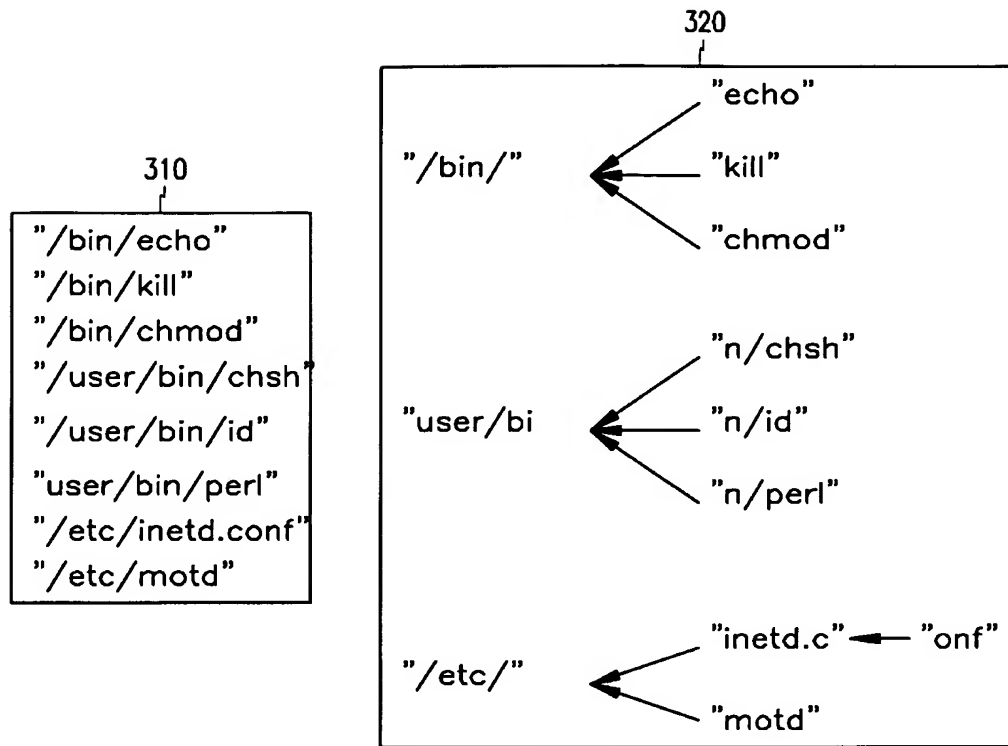 310
"/bin/echo"
"/bin/kill"
"/bin/chmod"
"/user/bin/chsh"
"/user/bin/id"
"user/bin/perl"
"/etc/inetd.conf"
"/etc/motd"
320
"/bin/"
"echo"
"kill"
"chmod"
"user/bi
"n/chsh"
"n/id"
"n/perl"
"/etc/"
"inetd.c" "onf"
"motd"